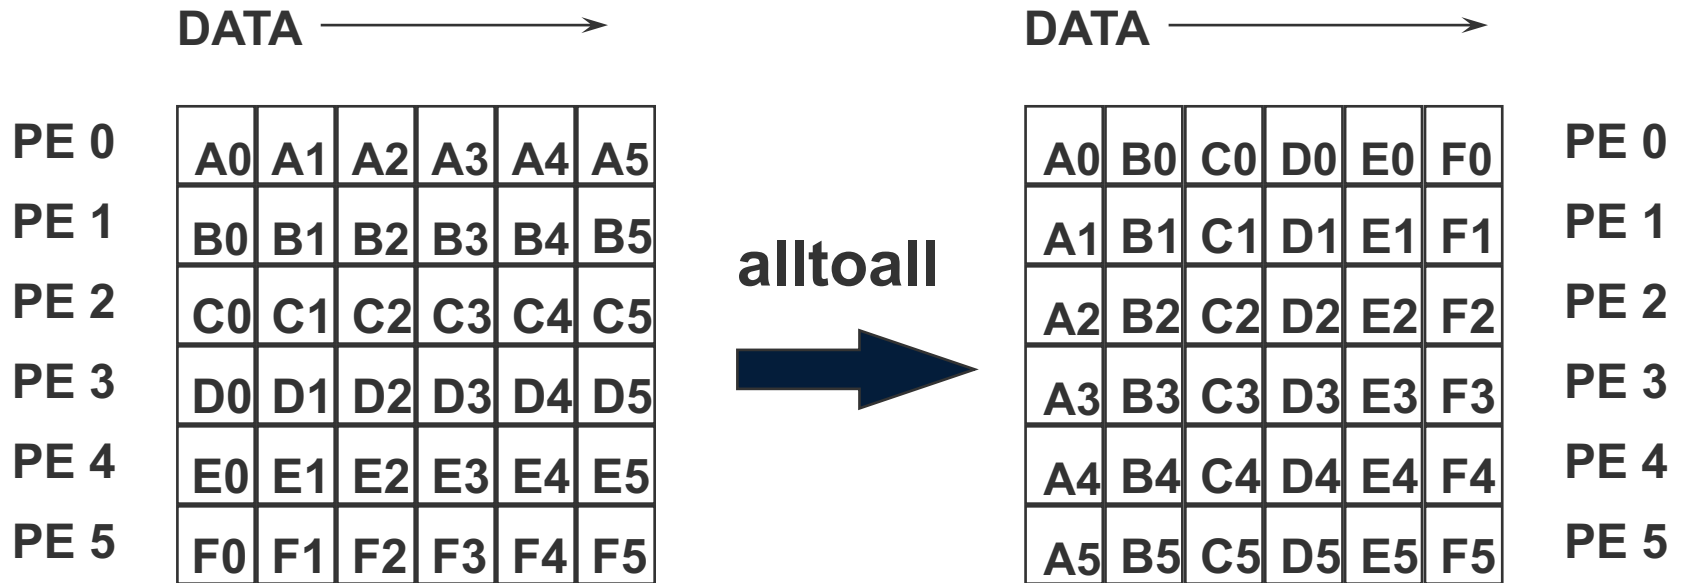 DATA DATA
PE 0 A0 A1 A2 A3 A4 A5 A0 B0 C0 D0 E0 F0 PE 0
PE 1 B0 B1 B2 B3 B4 B5 A1 B1 C1 D1 E1 F1 PE 1
alltoall
PE 2 C0 C1 C2 C3 C4 C5 A2 B2 C2 D2 E2 F2 PE 2
PE 3 D0 D1 D2 D3 D4 D5 A3 B3 C3 D3 E3 F3 PE 3
PE 4 E0 E1 E2 E3 E4 E5 A4 B4 C4 D4 E4 F4 PE 4
PE 5 F0 F1 F2 F3 F4 F5 A5 B5 C5 D5 E5 F5 PE 5